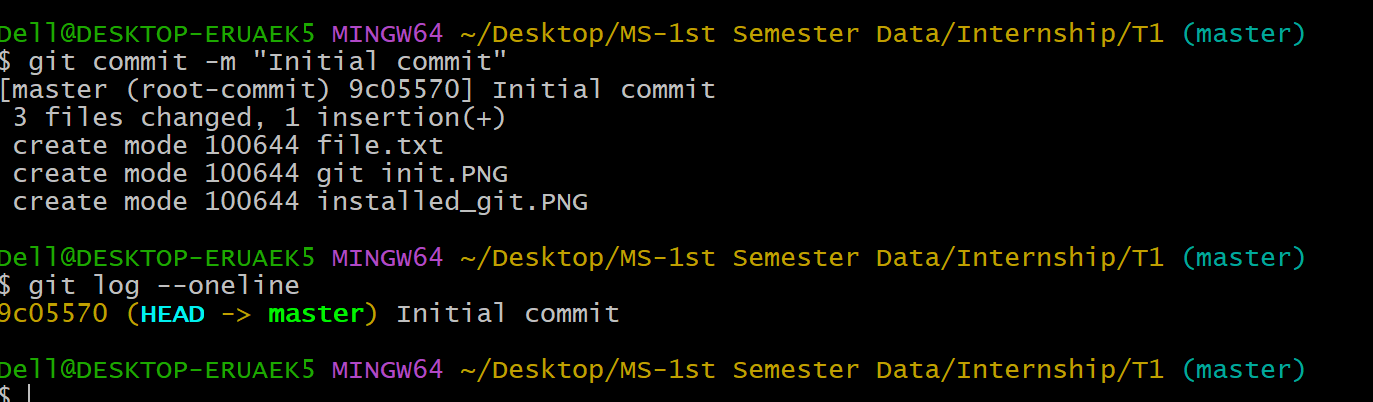 Dell@DESKTOP-ERUAEK5 MINGW64 ~/Desktop/MS-1st Semester Data/Internship/T1 (master)
$ git commit -m "Initial commit"
[master (root-commit) 9c05570] Initial commit
 3 files changed, 1 insertion(+)
 create mode 100644 file.txt
 create mode 100644 git init.PNG
 create mode 100644 installed_git.PNG
Dell@DESKTOP-ERUAEK5 MINGW64 ~/Desktop/MS-1st Semester Data/Internship/T1 (master)
$ git log --oneline
9c05570 (HEAD -> master) Initial commit
Dell@DESKTOP-ERUAEK5 MINGW64 ~/Desktop/MS-1st Semester Data/Internship/T1 (master)
$